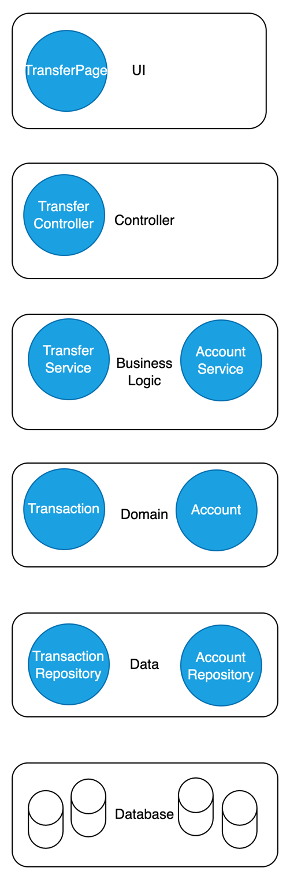 TransferPage
UI
Transfer
Controller
Controller
Transfer
Service
Business
Logic
Account
Service
Transaction
Domain
Account
Transaction
Repository
Data
Account
Repository
Database